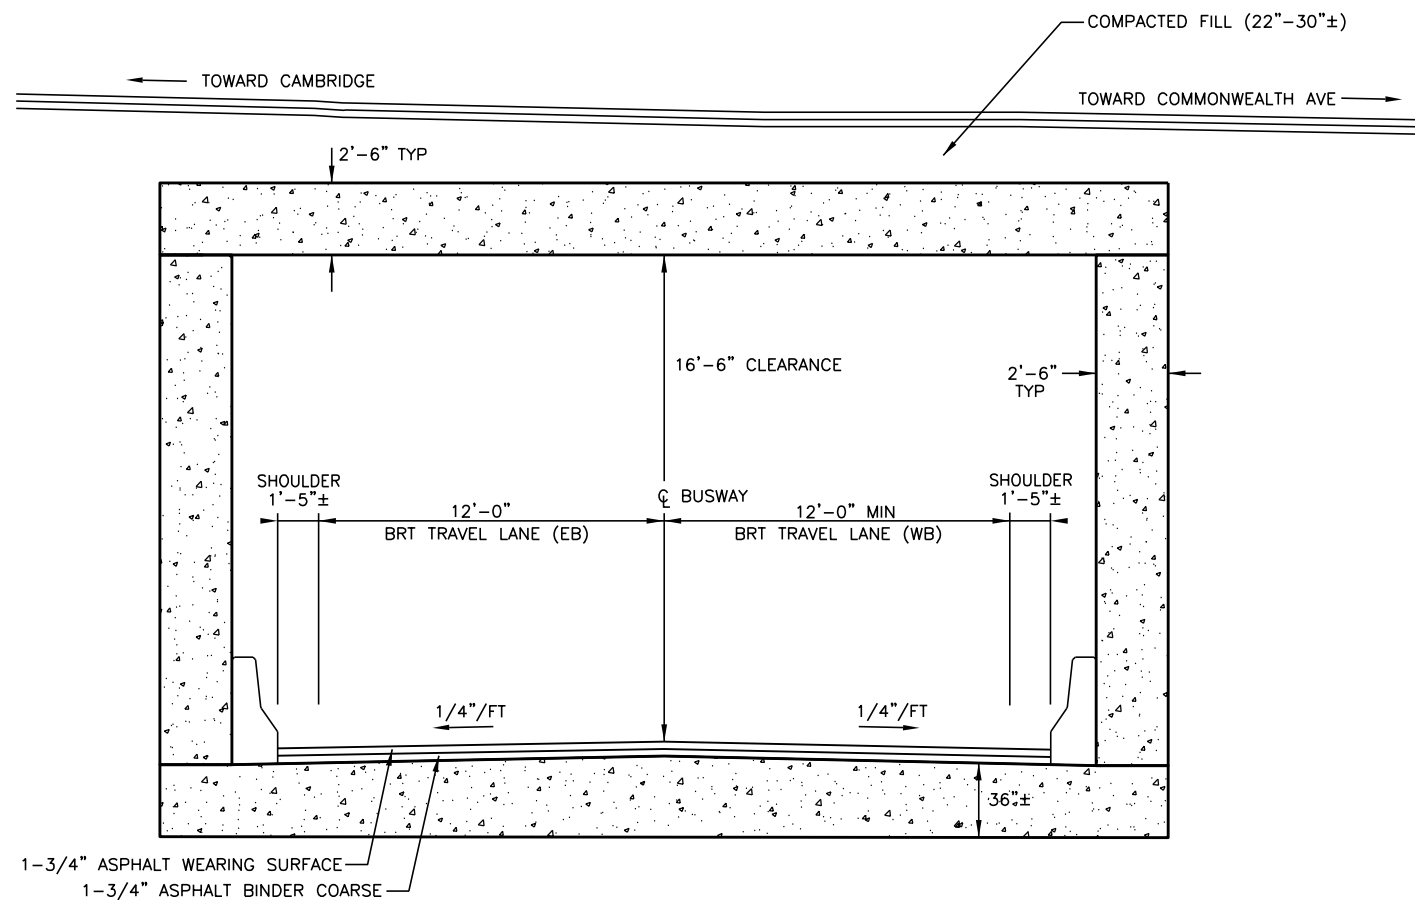 COMPACTED FILL (22"-30"±)
TOWARD CAMBRIDGE
TOWARD COMMONWEALTH AVE
2'-6" TYP
16'-6" CLEARANCE
2'-6"
TYP
SHOULDER
1'-5"±
SHOULDER
1'-5"±
℄ BUSWAY
12'-0"
BRT TRAVEL LANE (EB)
12'-0" MIN
BRT TRAVEL LANE (WB)
1/4"/FT
1/4"/FT
36"±
1-3/4" ASPHALT WEARING SURFACE
1-3/4" ASPHALT BINDER COARSE